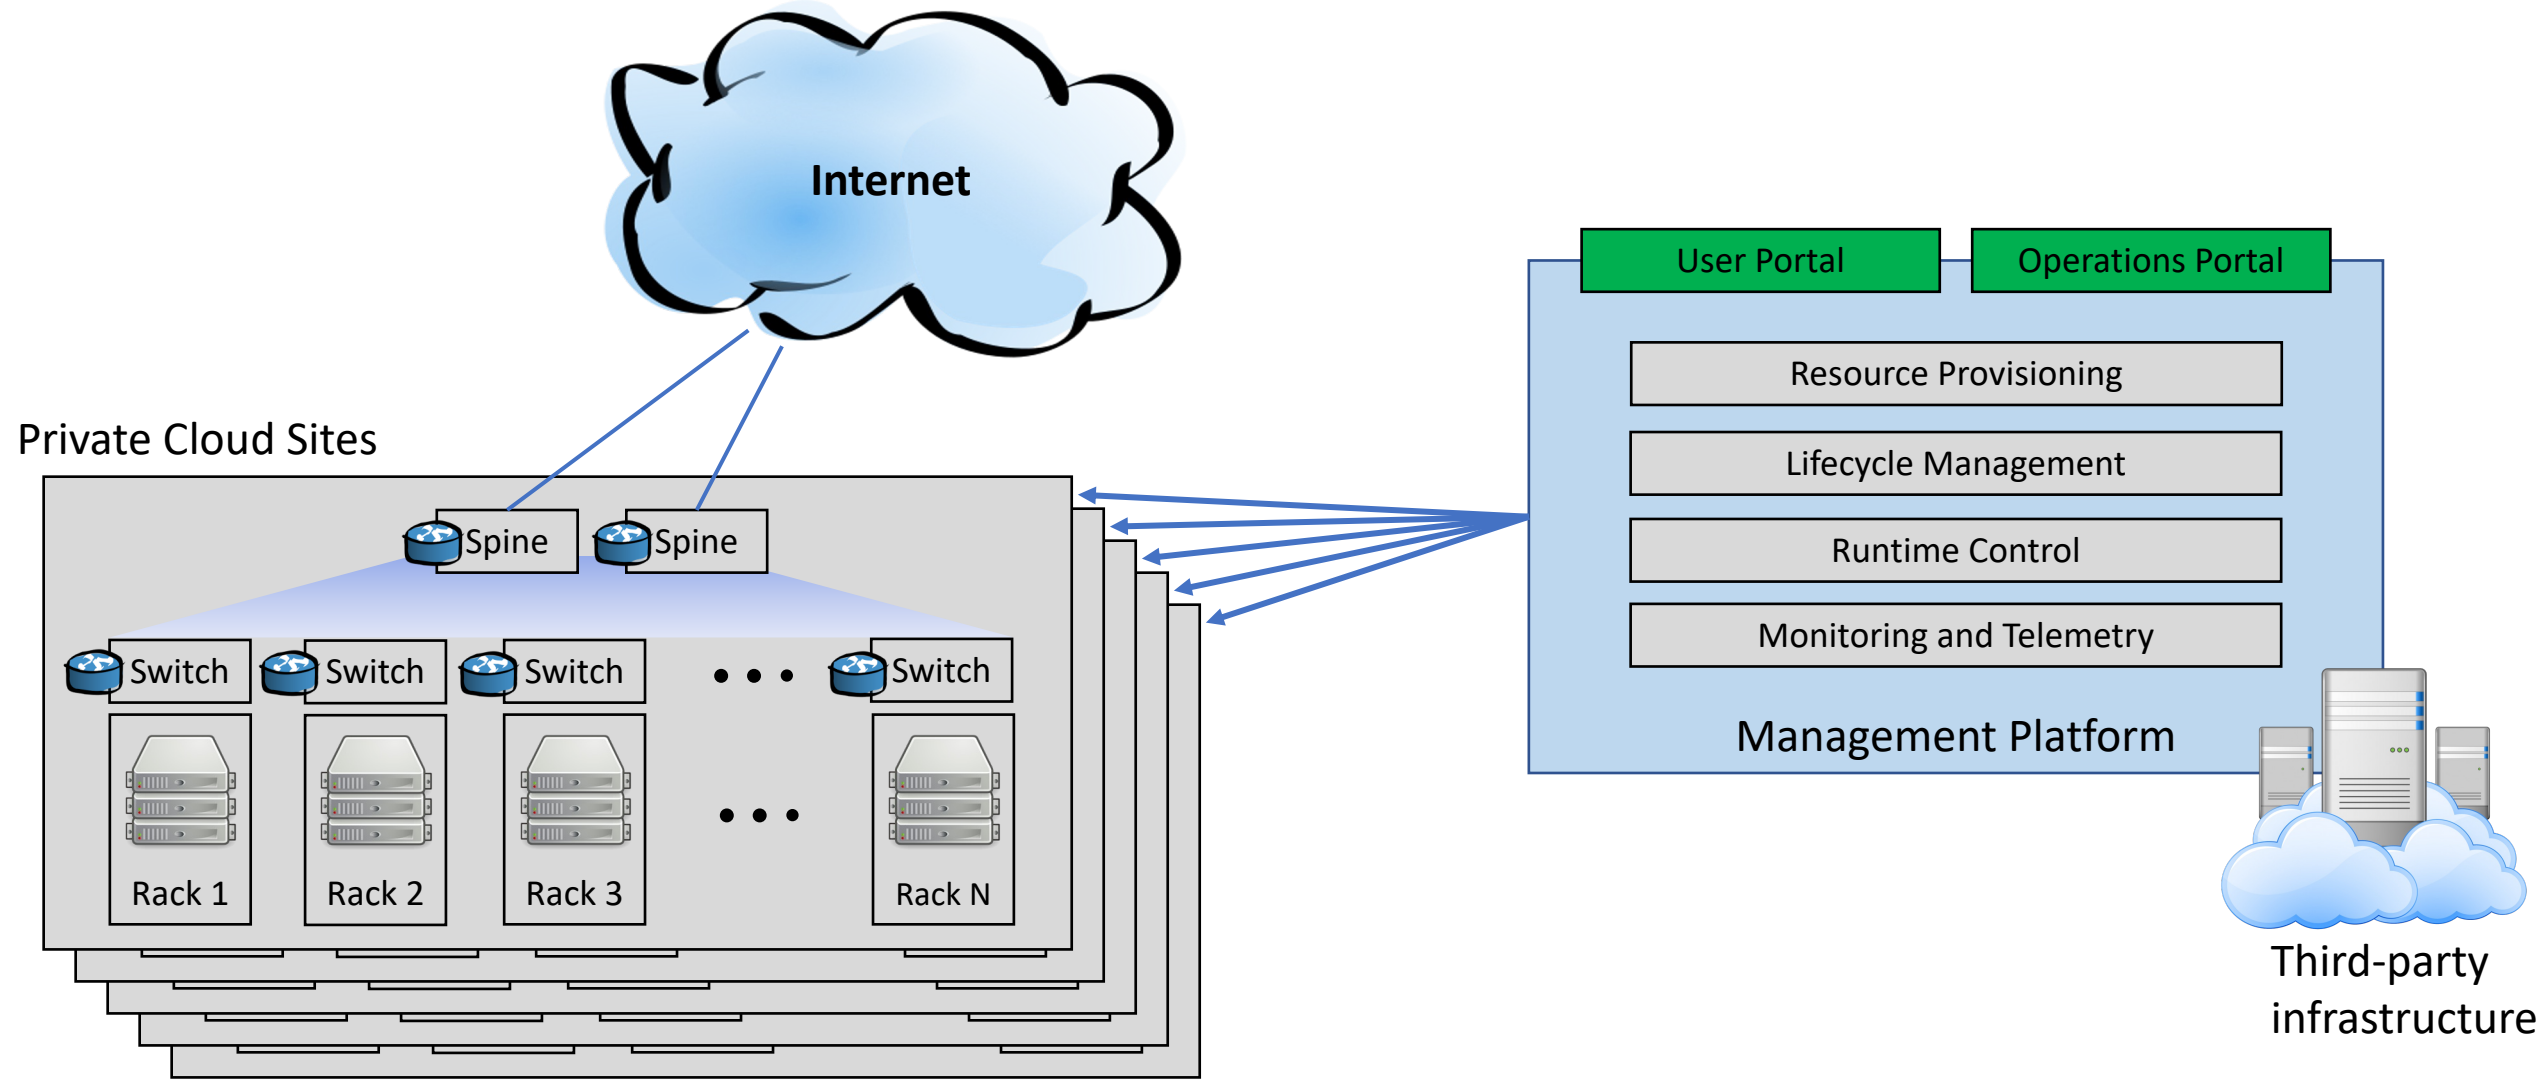 Internet
User Portal
Operations Portal
Resource Provisioning
Lifecycle Management
Runtime Control
Monitoring and Telemetry
Management Platform
Third-party
infrastructure
Private Cloud Sites
Spine
Spine
Switch
Switch
Switch
Switch
Rack 1
Rack 2
Rack 3
Rack N